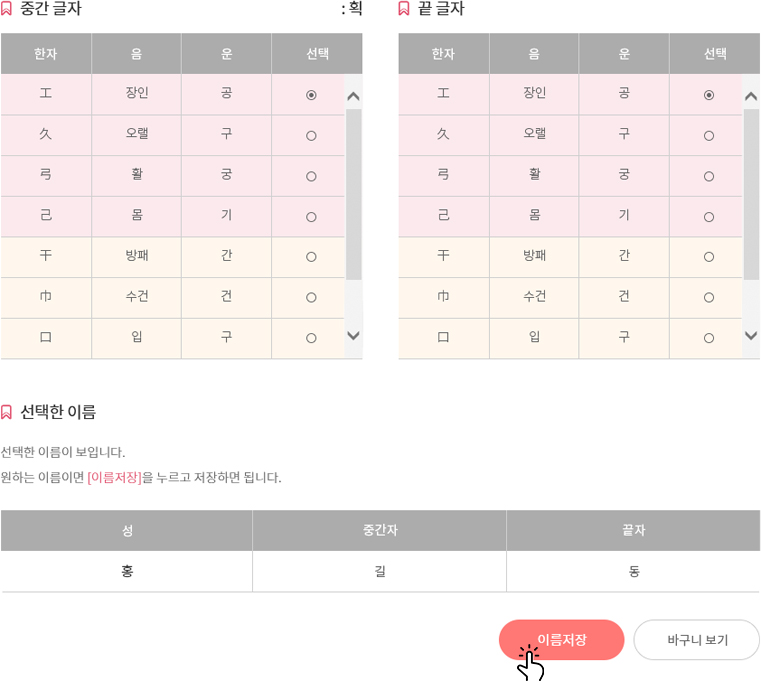 중간 글자 : 획
한자 음 운 선택
工 장인 공
久 오랠 구
弓 활 궁
己 몸 기
干 방패 간
巾 수건 건
口 입 구
끝 글자
한자 음 운 선택
工 장인 공
久 오랠 구
弓 활 궁
己 몸 기
干 방패 간
巾 수건 건
口 입 구
선택한 이름
선택한 이름이 보입니다.
원하는 이름이면 [이름저장]을 누르고 저장하면 됩니다.
성 중간자 끝자
홍 길 동
이름저장 바구니 보기